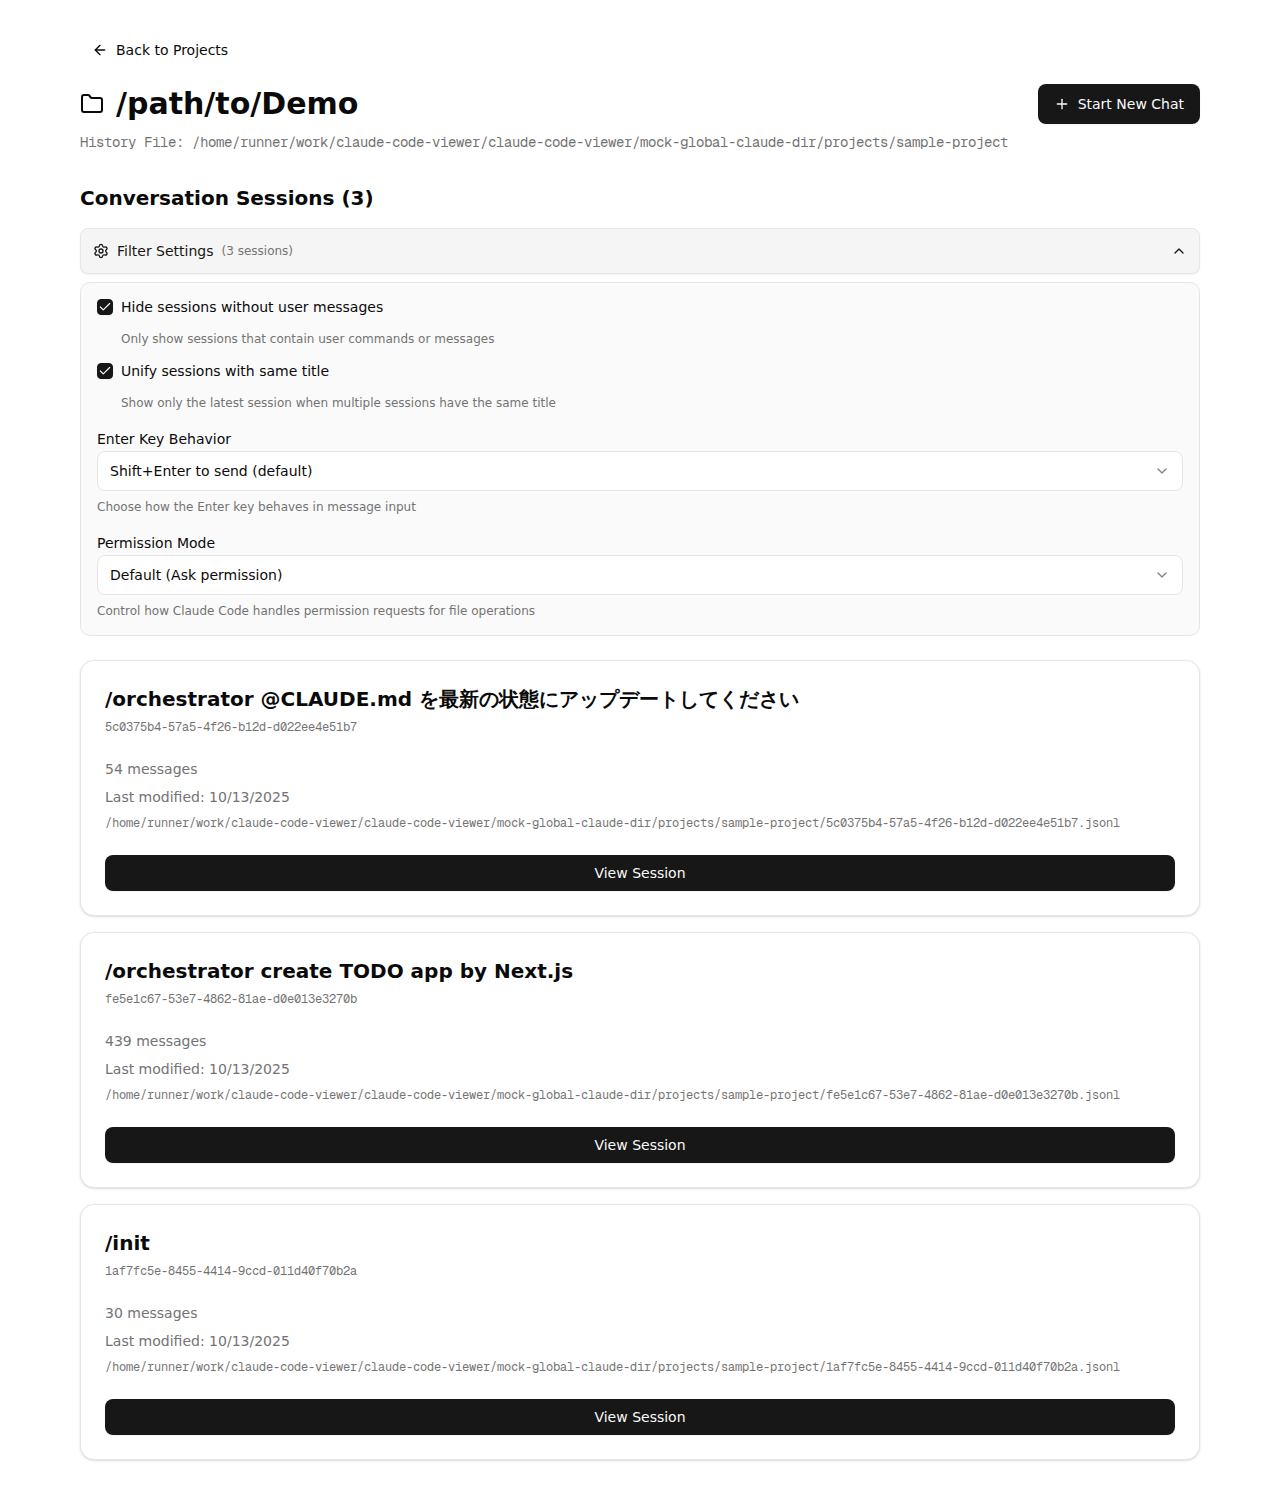 Back to Projects
/path/to/Demo
Start New Chat
History File: /home/runner/work/claude-code-viewer/claude-code-viewer/mock-global-claude-dir/projects/sample-project
Conversation Sessions (3)
Filter Settings (3 sessions)
Hide sessions without user messages
Only show sessions that contain user commands or messages
Unify sessions with same title
Show only the latest session when multiple sessions have the same title
Enter Key Behavior
Shift+Enter to send (default)
Choose how the Enter key behaves in message input
Permission Mode
Default (Ask permission)
Control how Claude Code handles permission requests for file operations
/orchestrator @CLAUDE.md を最新の状態にアップデートしてください
5c0375b4-57a5-4f26-b12d-d022ee4e51b7
54 messages
Last modified: 10/13/2025
/home/runner/work/claude-code-viewer/claude-code-viewer/mock-global-claude-dir/projects/sample-project/5c0375b4-57a5-4f26-b12d-d022ee4e51b7.jsonl
View Session
/orchestrator create TODO app by Next.js
fe5e1c67-53e7-4862-81ae-d0e013e3270b
439 messages
Last modified: 10/13/2025
/home/runner/work/claude-code-viewer/claude-code-viewer/mock-global-claude-dir/projects/sample-project/fe5e1c67-53e7-4862-81ae-d0e013e3270b.jsonl
View Session
/init
1af7fc5e-8455-4414-9ccd-011d40f70b2a
30 messages
Last modified: 10/13/2025
/home/runner/work/claude-code-viewer/claude-code-viewer/mock-global-claude-dir/projects/sample-project/1af7fc5e-8455-4414-9ccd-011d40f70b2a.jsonl
View Session